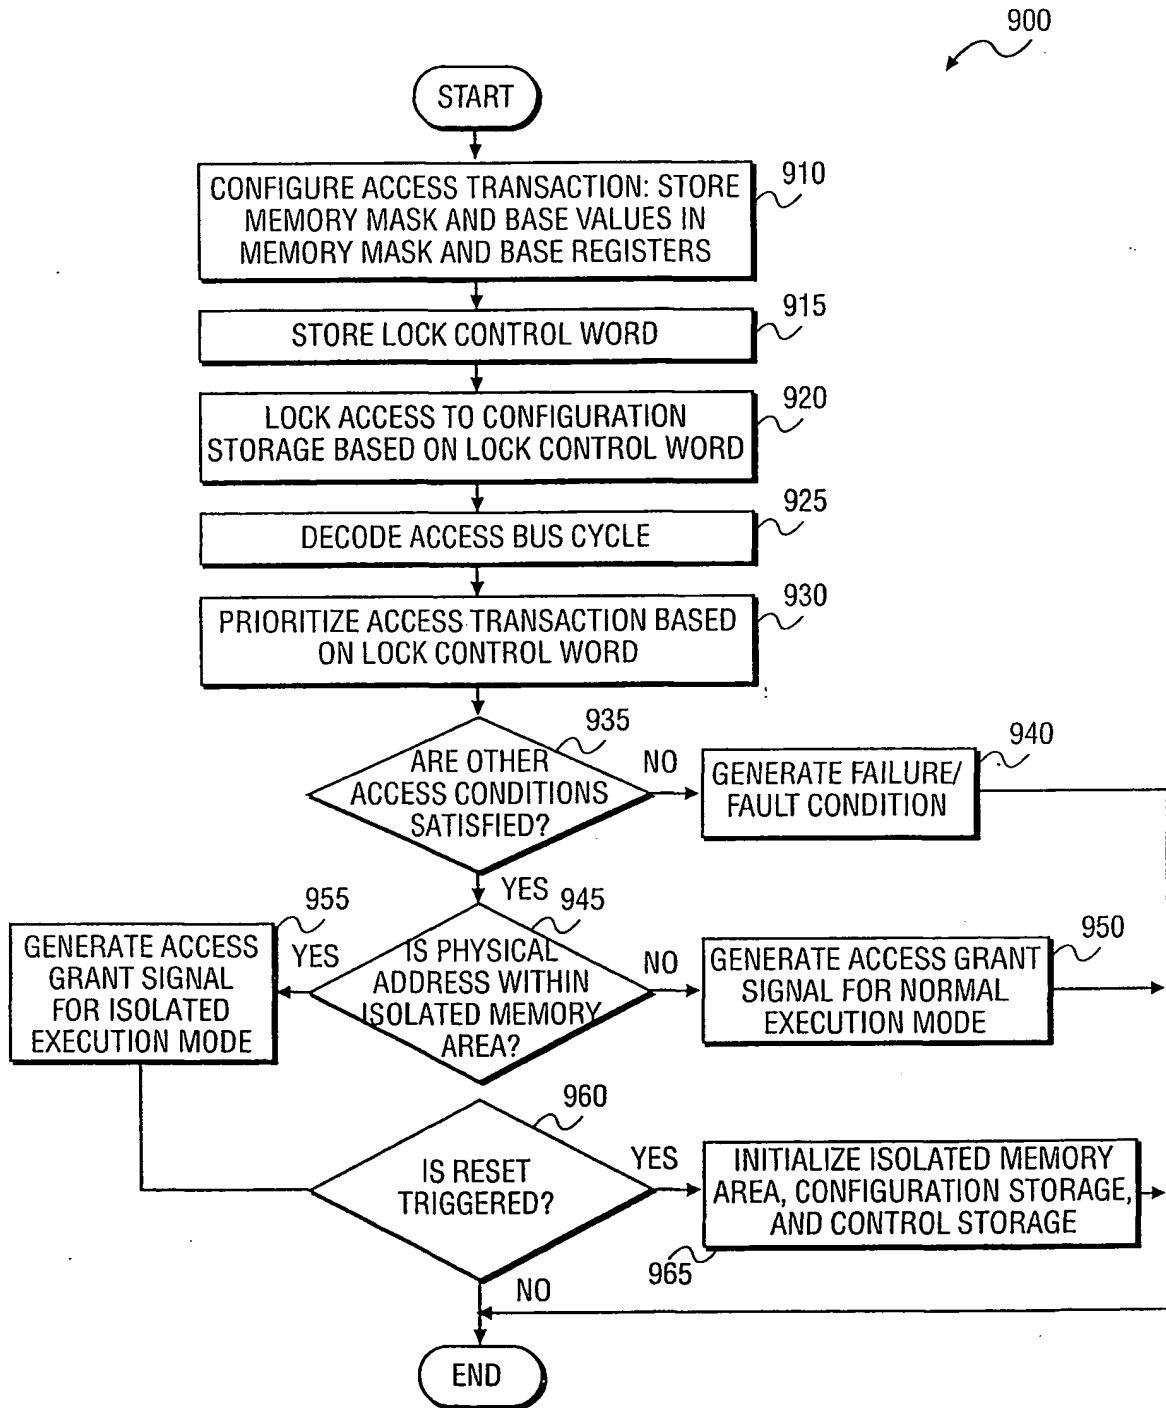 900
START
CONFIGURE ACCESS TRANSACTION: STORE
MEMORY MASK AND BASE VALUES IN
MEMORY MASK AND BASE REGISTERS
910
STORE LOCK CONTROL WORD
915
LOCK ACCESS TO CONFIGURATION
STORAGE BASED ON LOCK CONTROL WORD
920
DECODE ACCESS BUS CYCLE
925
PRIORITIZE ACCESS TRANSACTION BASED
ON LOCK CONTROL WORD
930
ARE OTHER
ACCESS CONDITIONS
SATISFIED?
935
NO
GENERATE FAILURE/
FAULT CONDITION
940
YES
IS PHYSICAL
ADDRESS WITHIN
ISOLATED MEMORY
AREA?
945
YES
GENERATE ACCESS
GRANT SIGNAL
FOR ISOLATED
EXECUTION MODE
955
NO
GENERATE ACCESS GRANT
SIGNAL FOR NORMAL
EXECUTION MODE
950
IS RESET
TRIGGERED?
960
YES
INITIALIZE ISOLATED MEMORY
AREA, CONFIGURATION STORAGE,
AND CONTROL STORAGE
965
NO
END